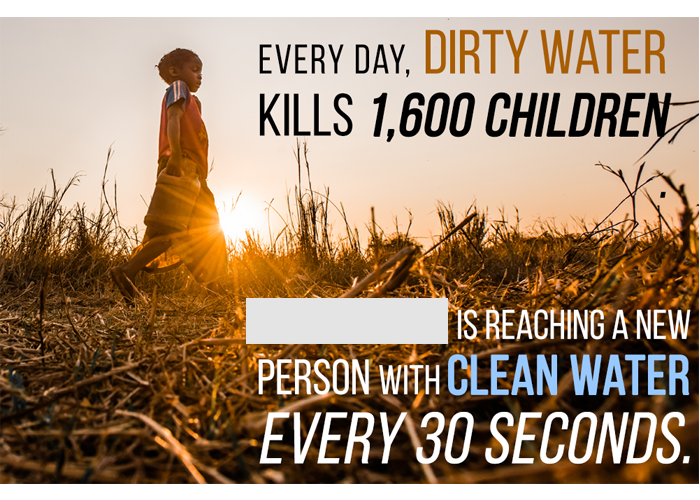 EVERY DAY, DIRTY WATER
KILLS 1,600 CHILDREN
.
IS REACHING A NEW
PERSON WITH CLEAN WATER
EVERY 30 SECONDS.